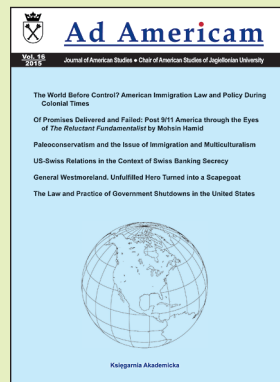 Ad Americam
Vol. 16
2015
Journal of American Studies ● Chair of American Studies of Jagiellonian University
The World Before Control? American Immigration Law and Policy During
Colonial Times
Of Promises Delivered and Failed: Post 9/11 America through the Eyes
of The Reluctant Fundamentalist by Mohsin Hamid
Paleoconservatism and the Issue of Immigration and Multiculturalism
US-Swiss Relations in the Context of Swiss Banking Secrecy
General Westmoreland. Unfulfilled Hero Turned into a Scapegoat
The Law and Practice of Government Shutdowns in the United States
Księgarnia Akademicka